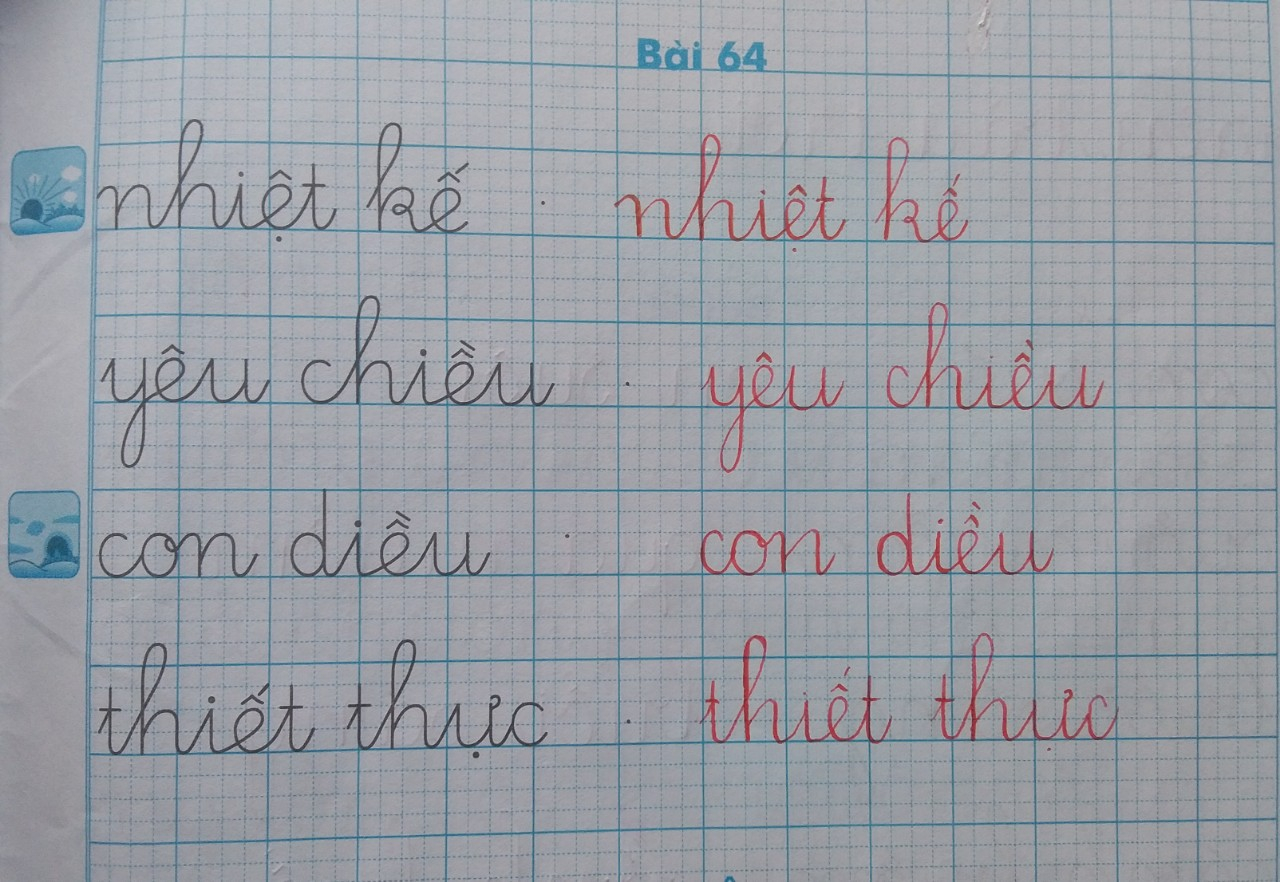 Bài 64
nhiệt kế . nhiệt kế
yêu chiều . yêu chiều
con diều . con diều
thiết thực . thiết thực